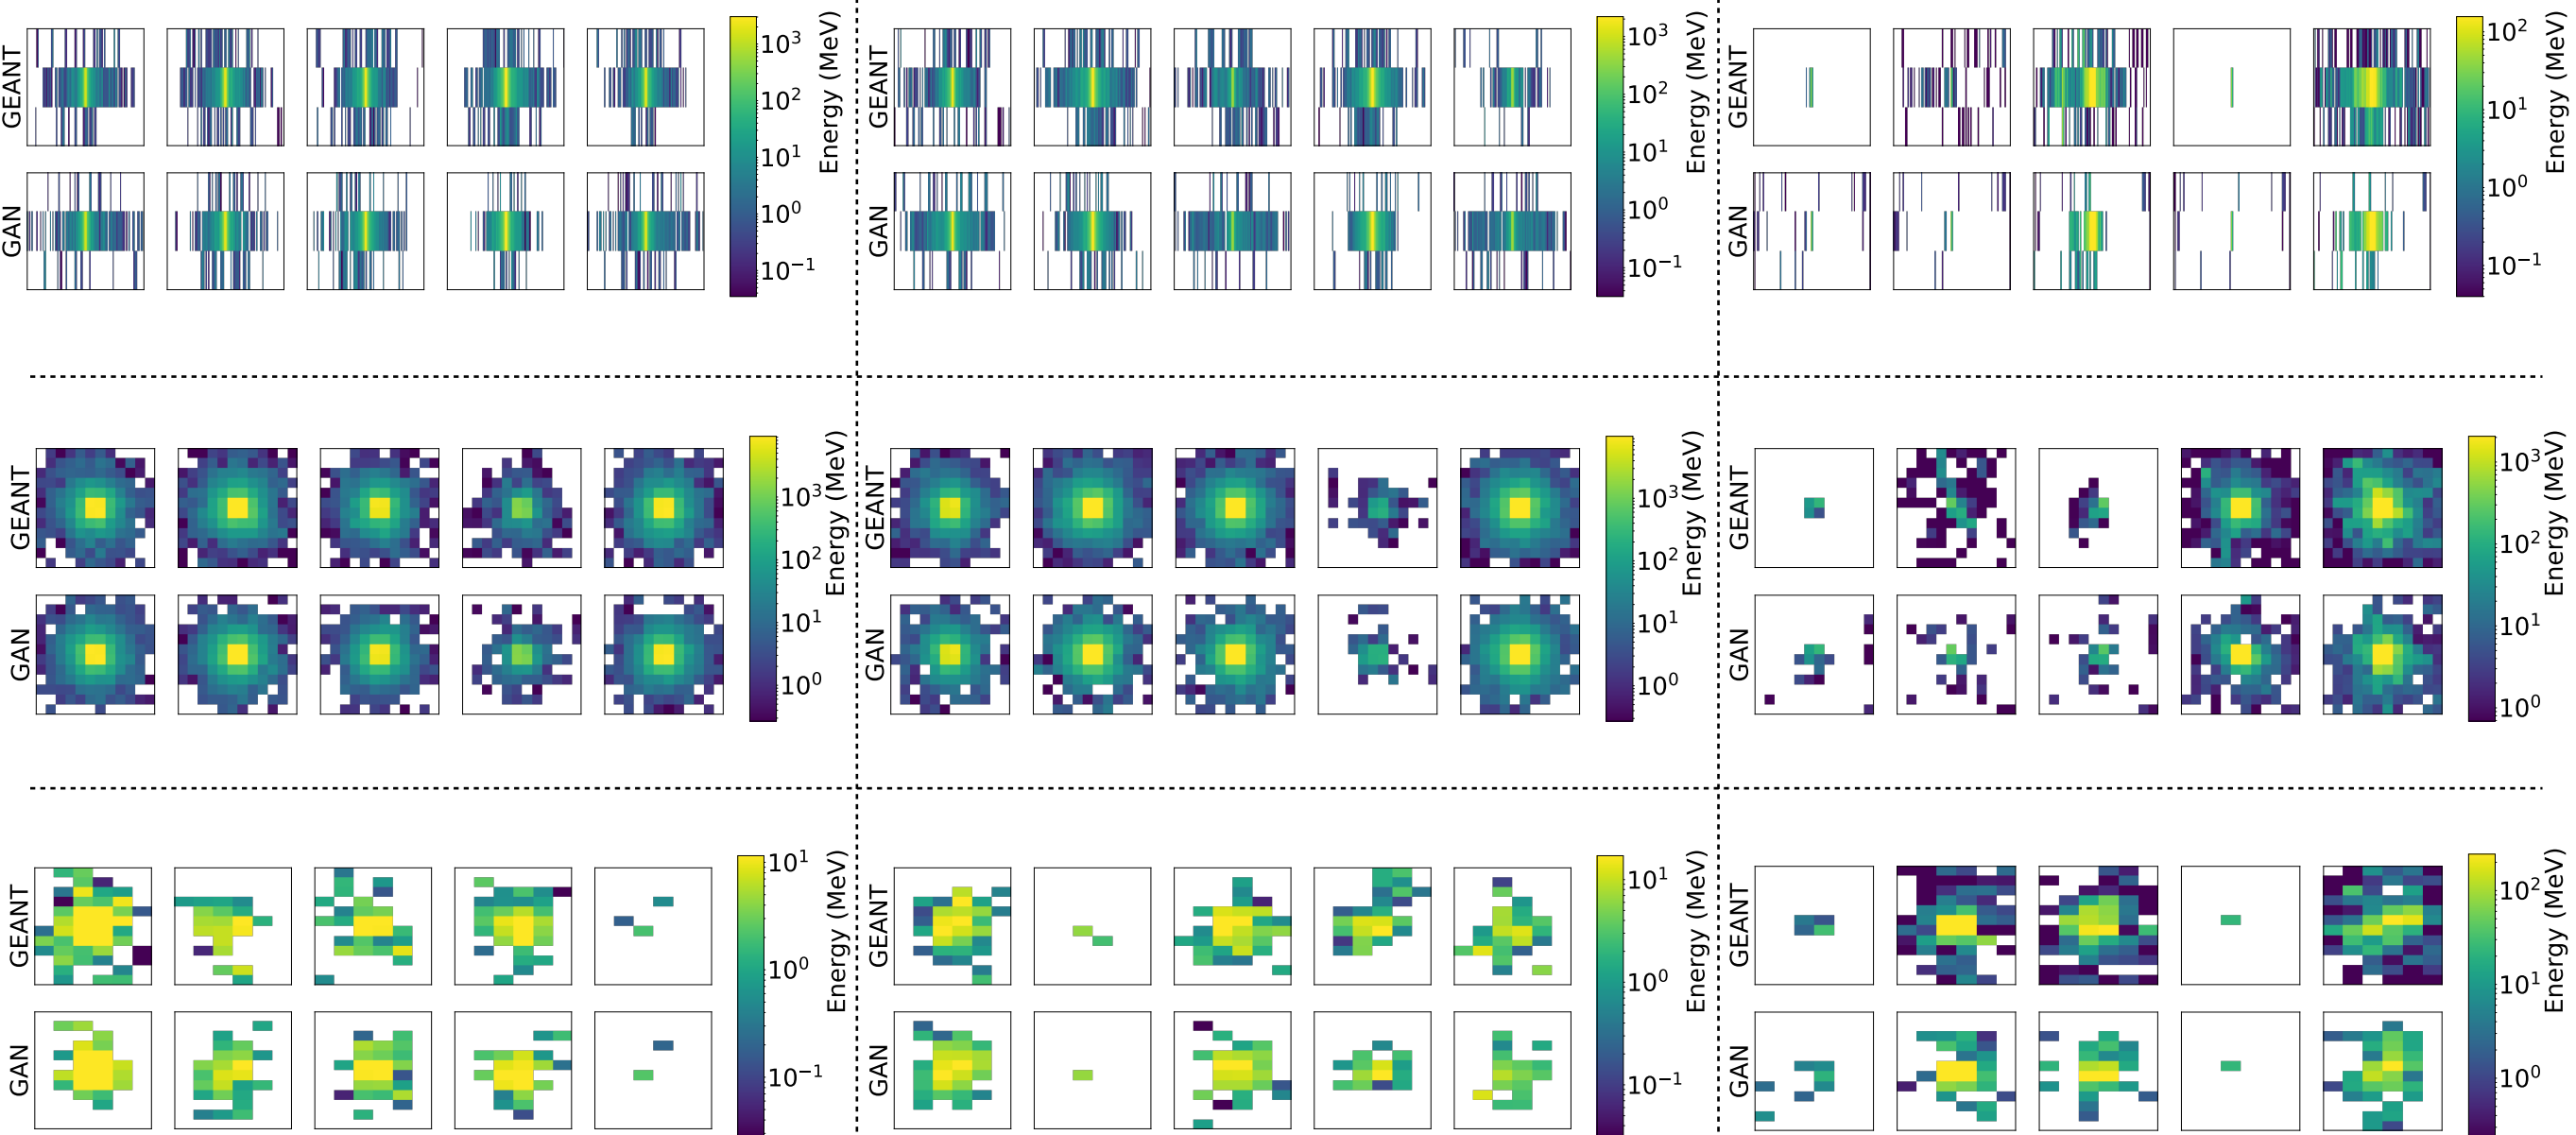 GEANT
GAN
10³
10²
10¹
10⁰
10⁻¹
Energy (MeV)
GEANT
GAN
10³
10²
10¹
10⁰
10⁻¹
Energy (MeV)
GEANT
GAN
10²
10¹
10⁰
10⁻¹
Energy (MeV)
GEANT
GAN
10³
10²
10¹
10⁰
Energy (MeV)
GEANT
GAN
10³
10²
10¹
10⁰
Energy (MeV)
GEANT
GAN
10³
10²
10¹
10⁰
Energy (MeV)
GEANT
GAN
10¹
10⁰
10⁻¹
Energy (MeV)
GEANT
GAN
10¹
10⁰
10⁻¹
Energy (MeV)
GEANT
GAN
10²
10¹
10⁰
Energy (MeV)